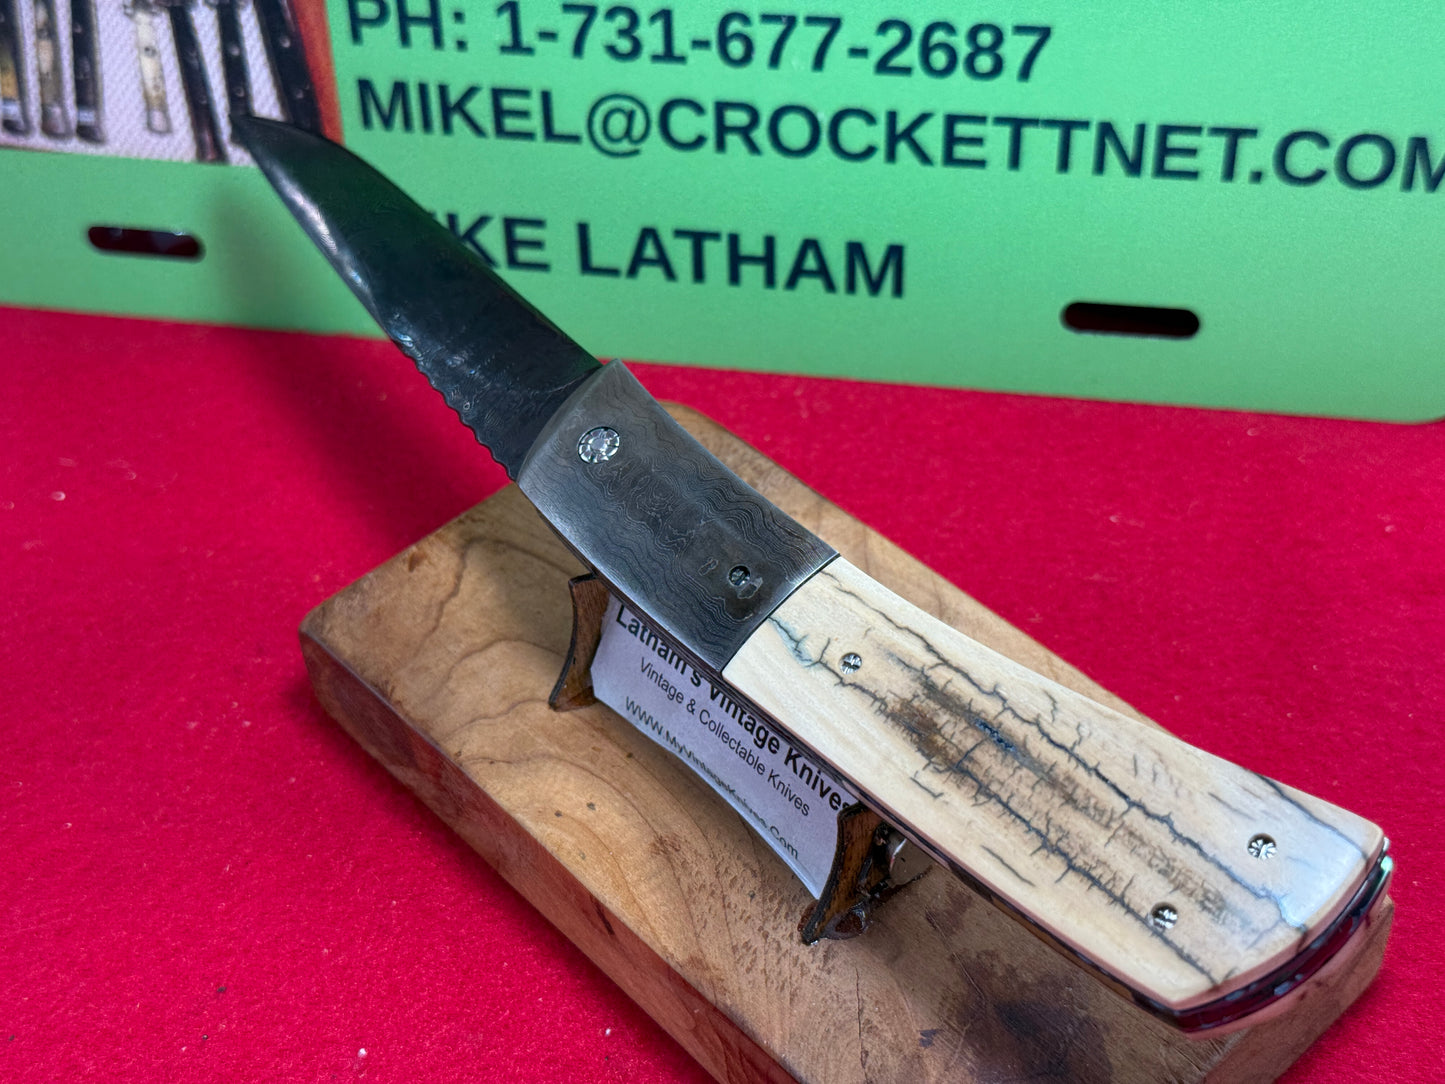 PH: 1-731-677-2687
MIKEL@CROCKETTNET.COM
KE LATHAM
Latham's Vintage Knives
Vintage & Collectable Knives
WWW.MyVintageKnives.Com